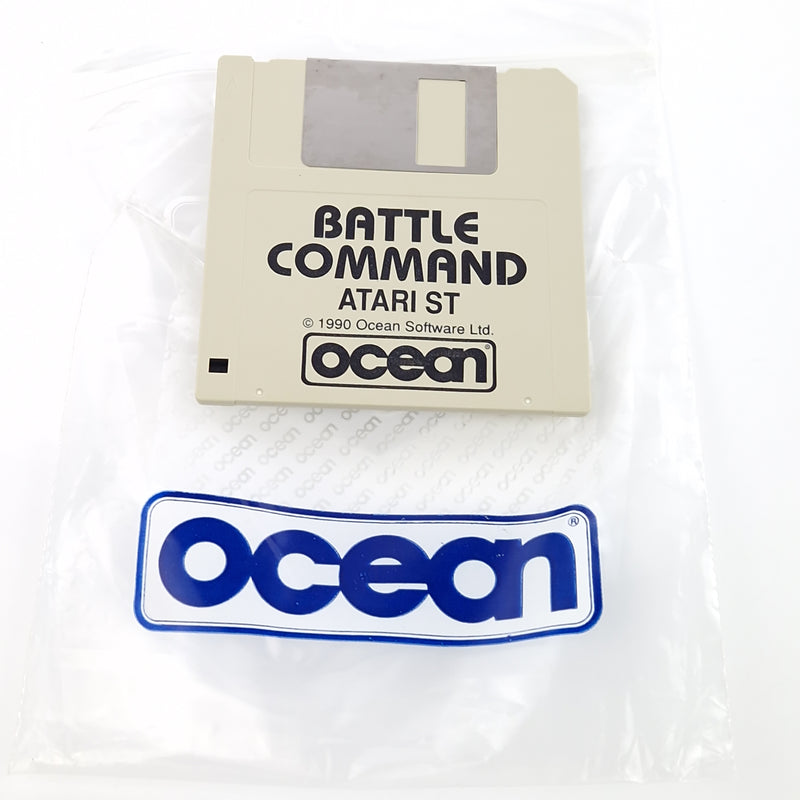 BATTLE
COMMAND
ATARI ST
© 1990 Ocean Software Ltd.
ocean®
ocean®